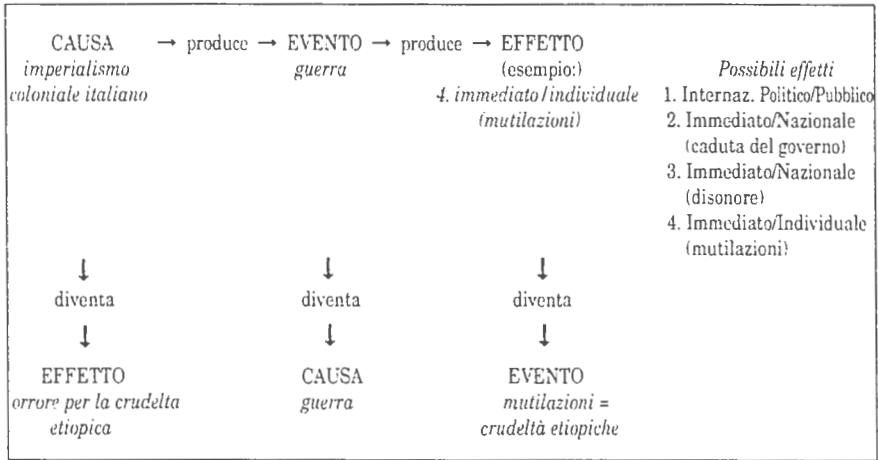 CAUSA → produce → EVENTO → produce → EFFETTO
imperialismo guerra (esempio:) Possibili effetti
coloniale italiano 4. immediato/individuale 1. Internaz. Politico/Pubblico
(mutilazioni) 2. Immediato/Nazionale
(caduta del governo)
3. Immediato/Nazionale
(disonore)
4. Immediato/Individuale
(mutilazioni)
↓ ↓ ↓
diventa diventa diventa
↓ ↓ ↓
EFFETTO CAUSA EVENTO
orrore per la crudelta guerra mutilazioni =
etiopica crudeltà etiopiche